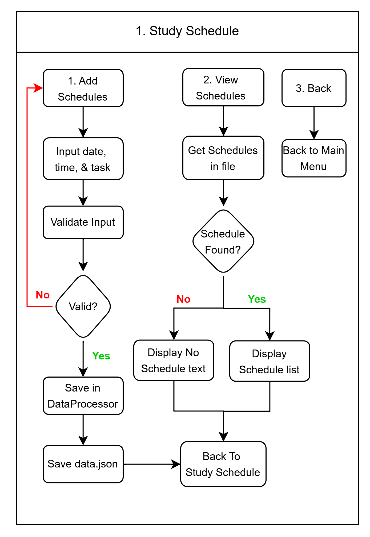 1. Study Schedule
1. Add
Schedules
Input date,
time, & task
Validate Input
Valid?
No
Yes
Save in
DataProcessor
Save data.json
2. View
Schedules
Get Schedules
in file
Schedule
Found?
No
Yes
Display No
Schedule text
Display
Schedule list
Back To
Study Schedule
3. Back
Back to Main
Menu